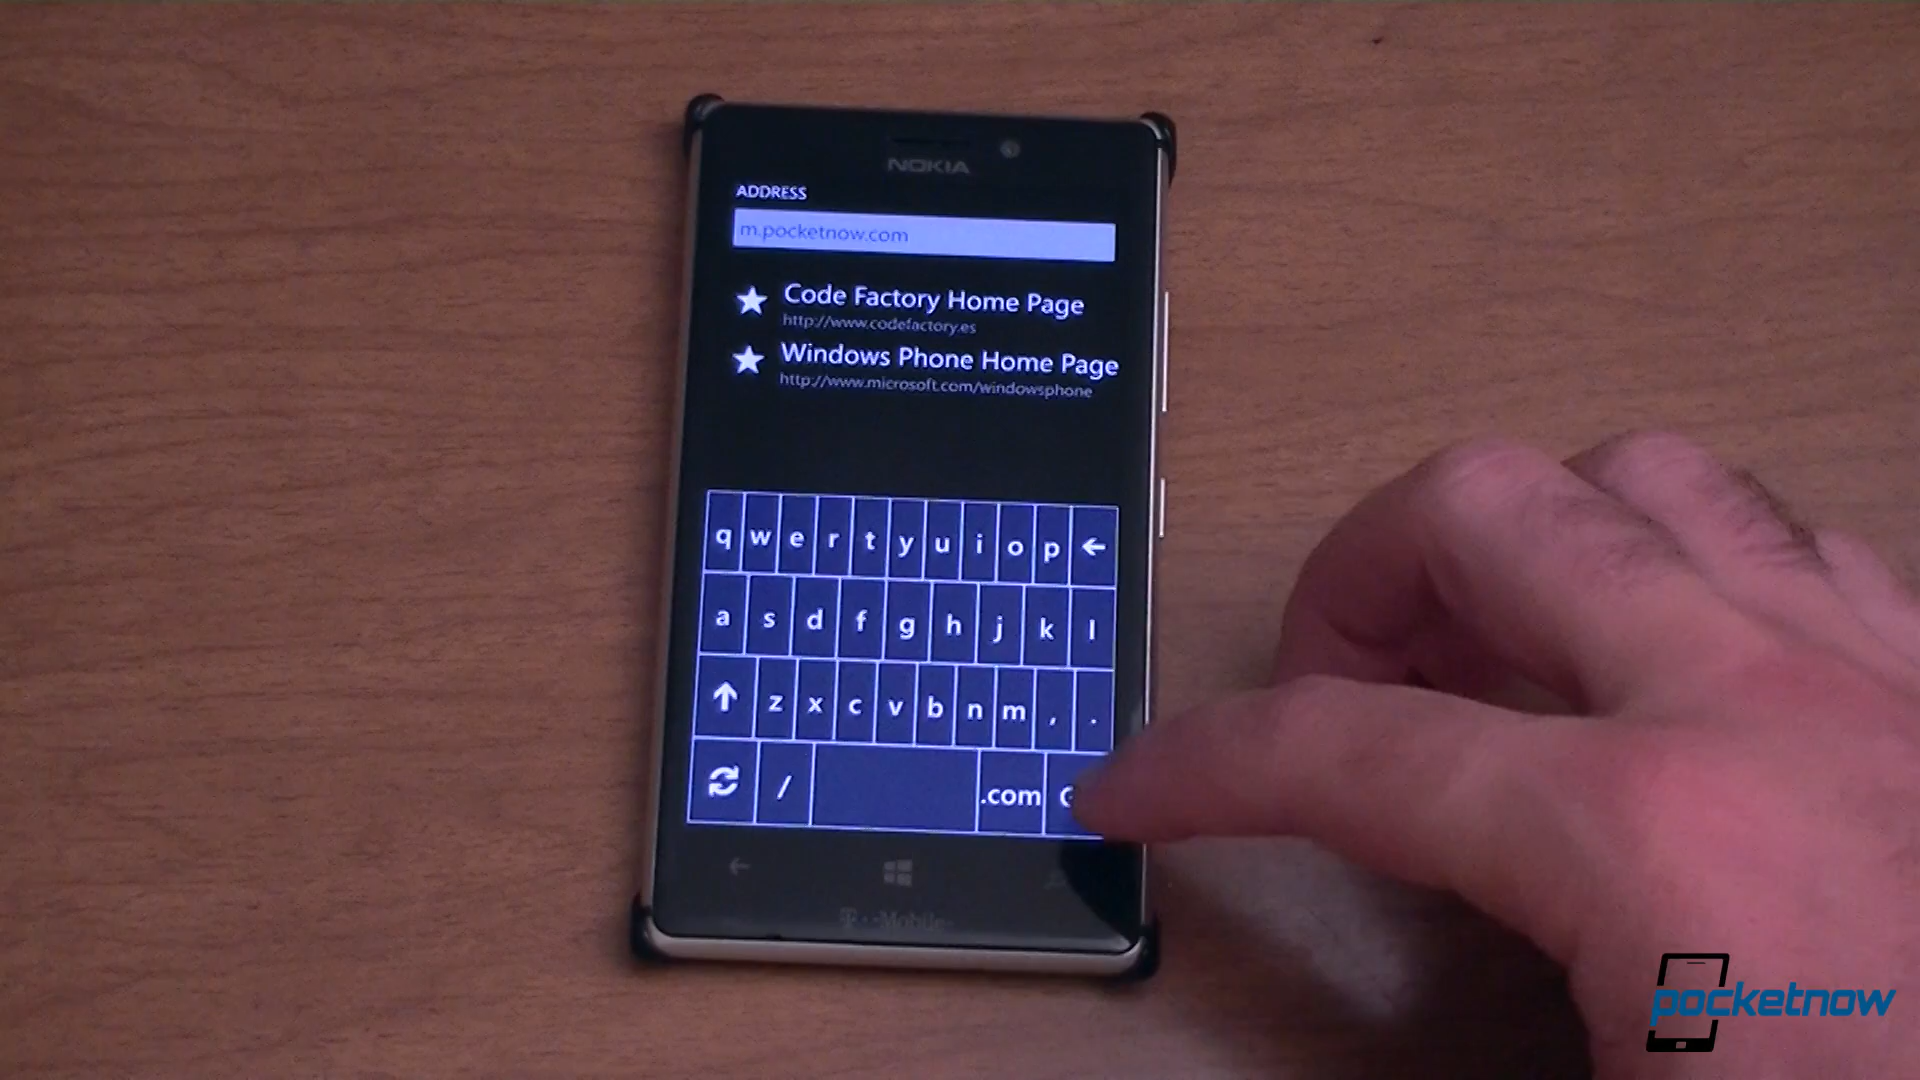 NOKIA
ADDRESS
m.pocketnow.com
Code Factory Home Page
http://www.codefactory.es
Windows Phone Home Page
http://www.microsoft.com/windowsphone
q w e r t y u i o p ←
a s d f g h j k l
↑ z x c v b n m , .
/ .com
T-Mobile
pocketnow